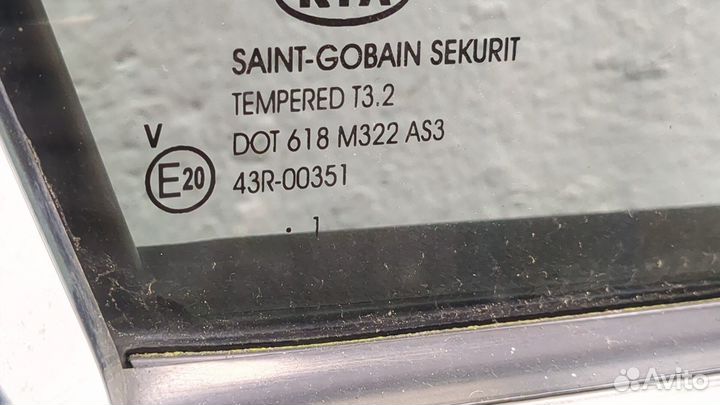 KIA
SAINT-GOBAIN SEKURIT
TEMPERED T3.2
V
DOT 618 M322 AS3
E20
43R-00351
. 1
Avito